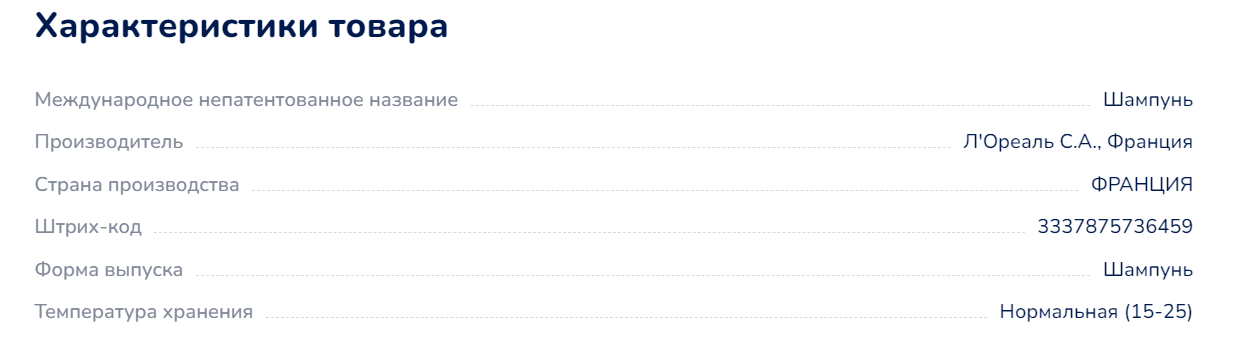 Характеристики товара
Международное непатентованное название Шампунь
Производитель Л'Ореаль С.А., Франция
Страна производства ФРАНЦИЯ
Штрих-код 3337875736459
Форма выпуска Шампунь
Температура хранения Нормальная (15-25)